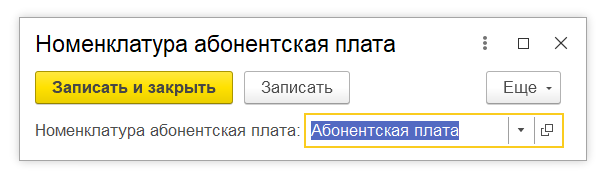 Номенклатура абонентская плата
Записать и закрыть Записать Еще
Номенклатура абонентская плата: Абонентская плата